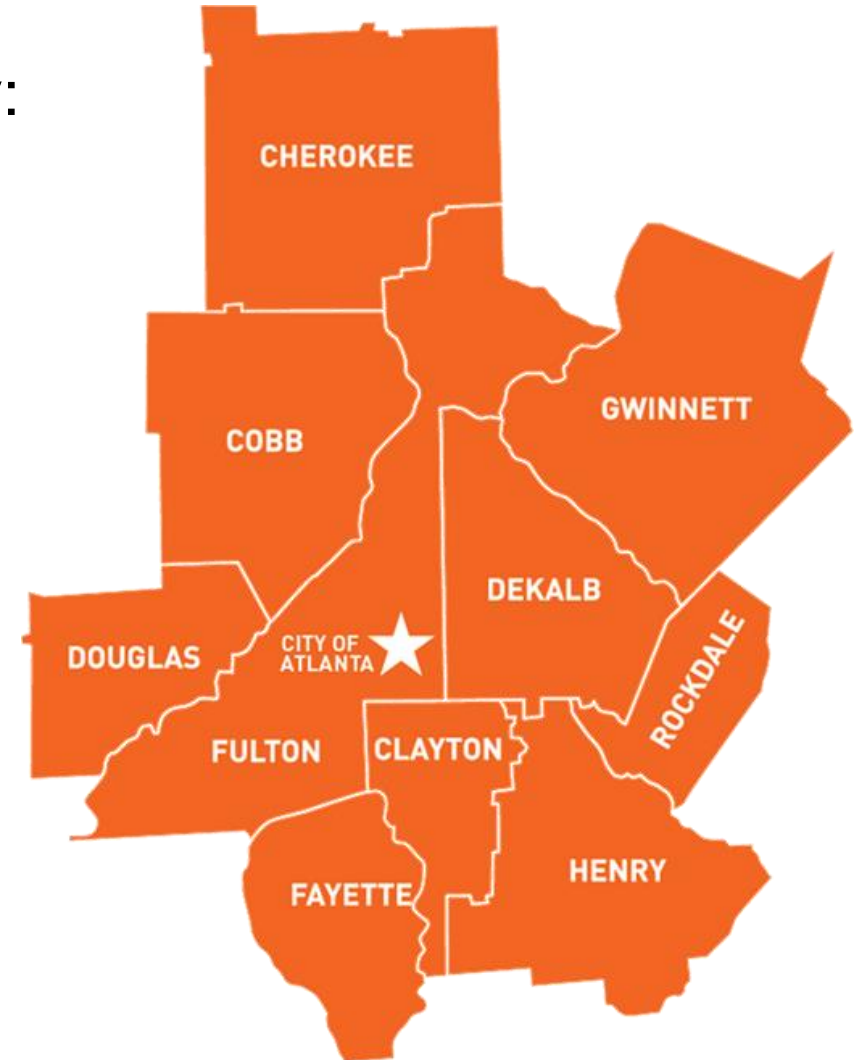 :
CHEROKEE
GWINNETT
COBB
DEKALB
CITY OF
ATLANTA
DOUGLAS
ROCKDALE
FULTON
CLAYTON
HENRY
FAYETTE